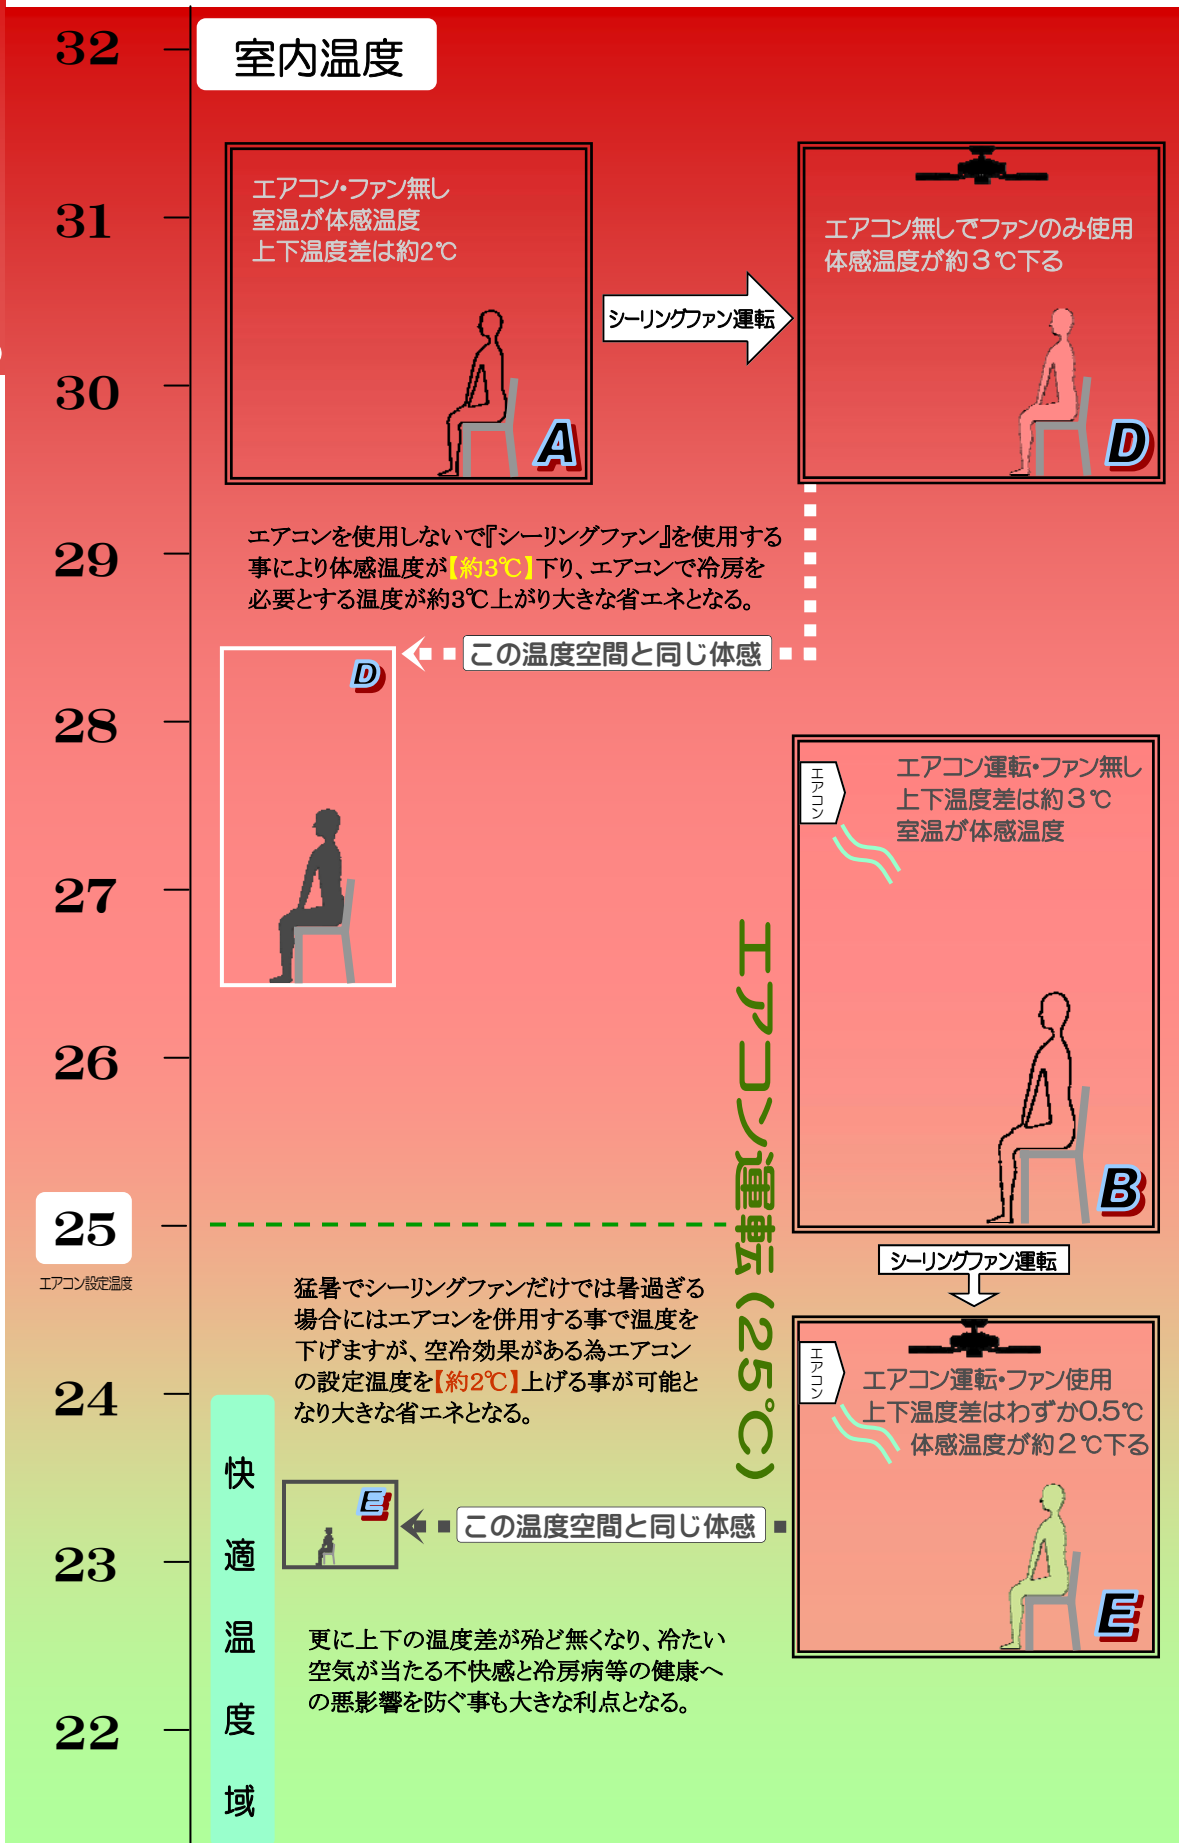 室内温度
32
31
30
29
28
27
26
25
エアコン設定温度
24
23
22
エアコン・ファン無し
室温が体感温度
上下温度差は約2℃
A
シーリングファン運転
エアコン無しでファンのみ使用
体感温度が約3℃下る
D
エアコンを使用しないで『シーリングファン』を使用する
事により体感温度が【約3℃】下り、エアコンで冷房を
必要とする温度が約3℃上がり大きな省エネとなる。
この温度空間と同じ体感
D
エアコン
エアコン運転・ファン無し
上下温度差は約3℃
室温が体感温度
B
エアコン運転(25℃)
シーリングファン運転
猛暑でシーリングファンだけでは暑過ぎる
場合にはエアコンを併用する事で温度を
下げますが、空冷効果がある為エアコン
の設定温度を【約2℃】上げる事が可能と
なり大きな省エネとなる。
エアコン
エアコン運転・ファン使用
上下温度差はわずか0.5℃
体感温度が約2℃下る
E
この温度空間と同じ体感
E
快適温度域
更に上下の温度差が殆ど無くなり、冷たい
空気が当たる不快感と冷房病等の健康へ
の悪影響を防ぐ事も大きな利点となる。